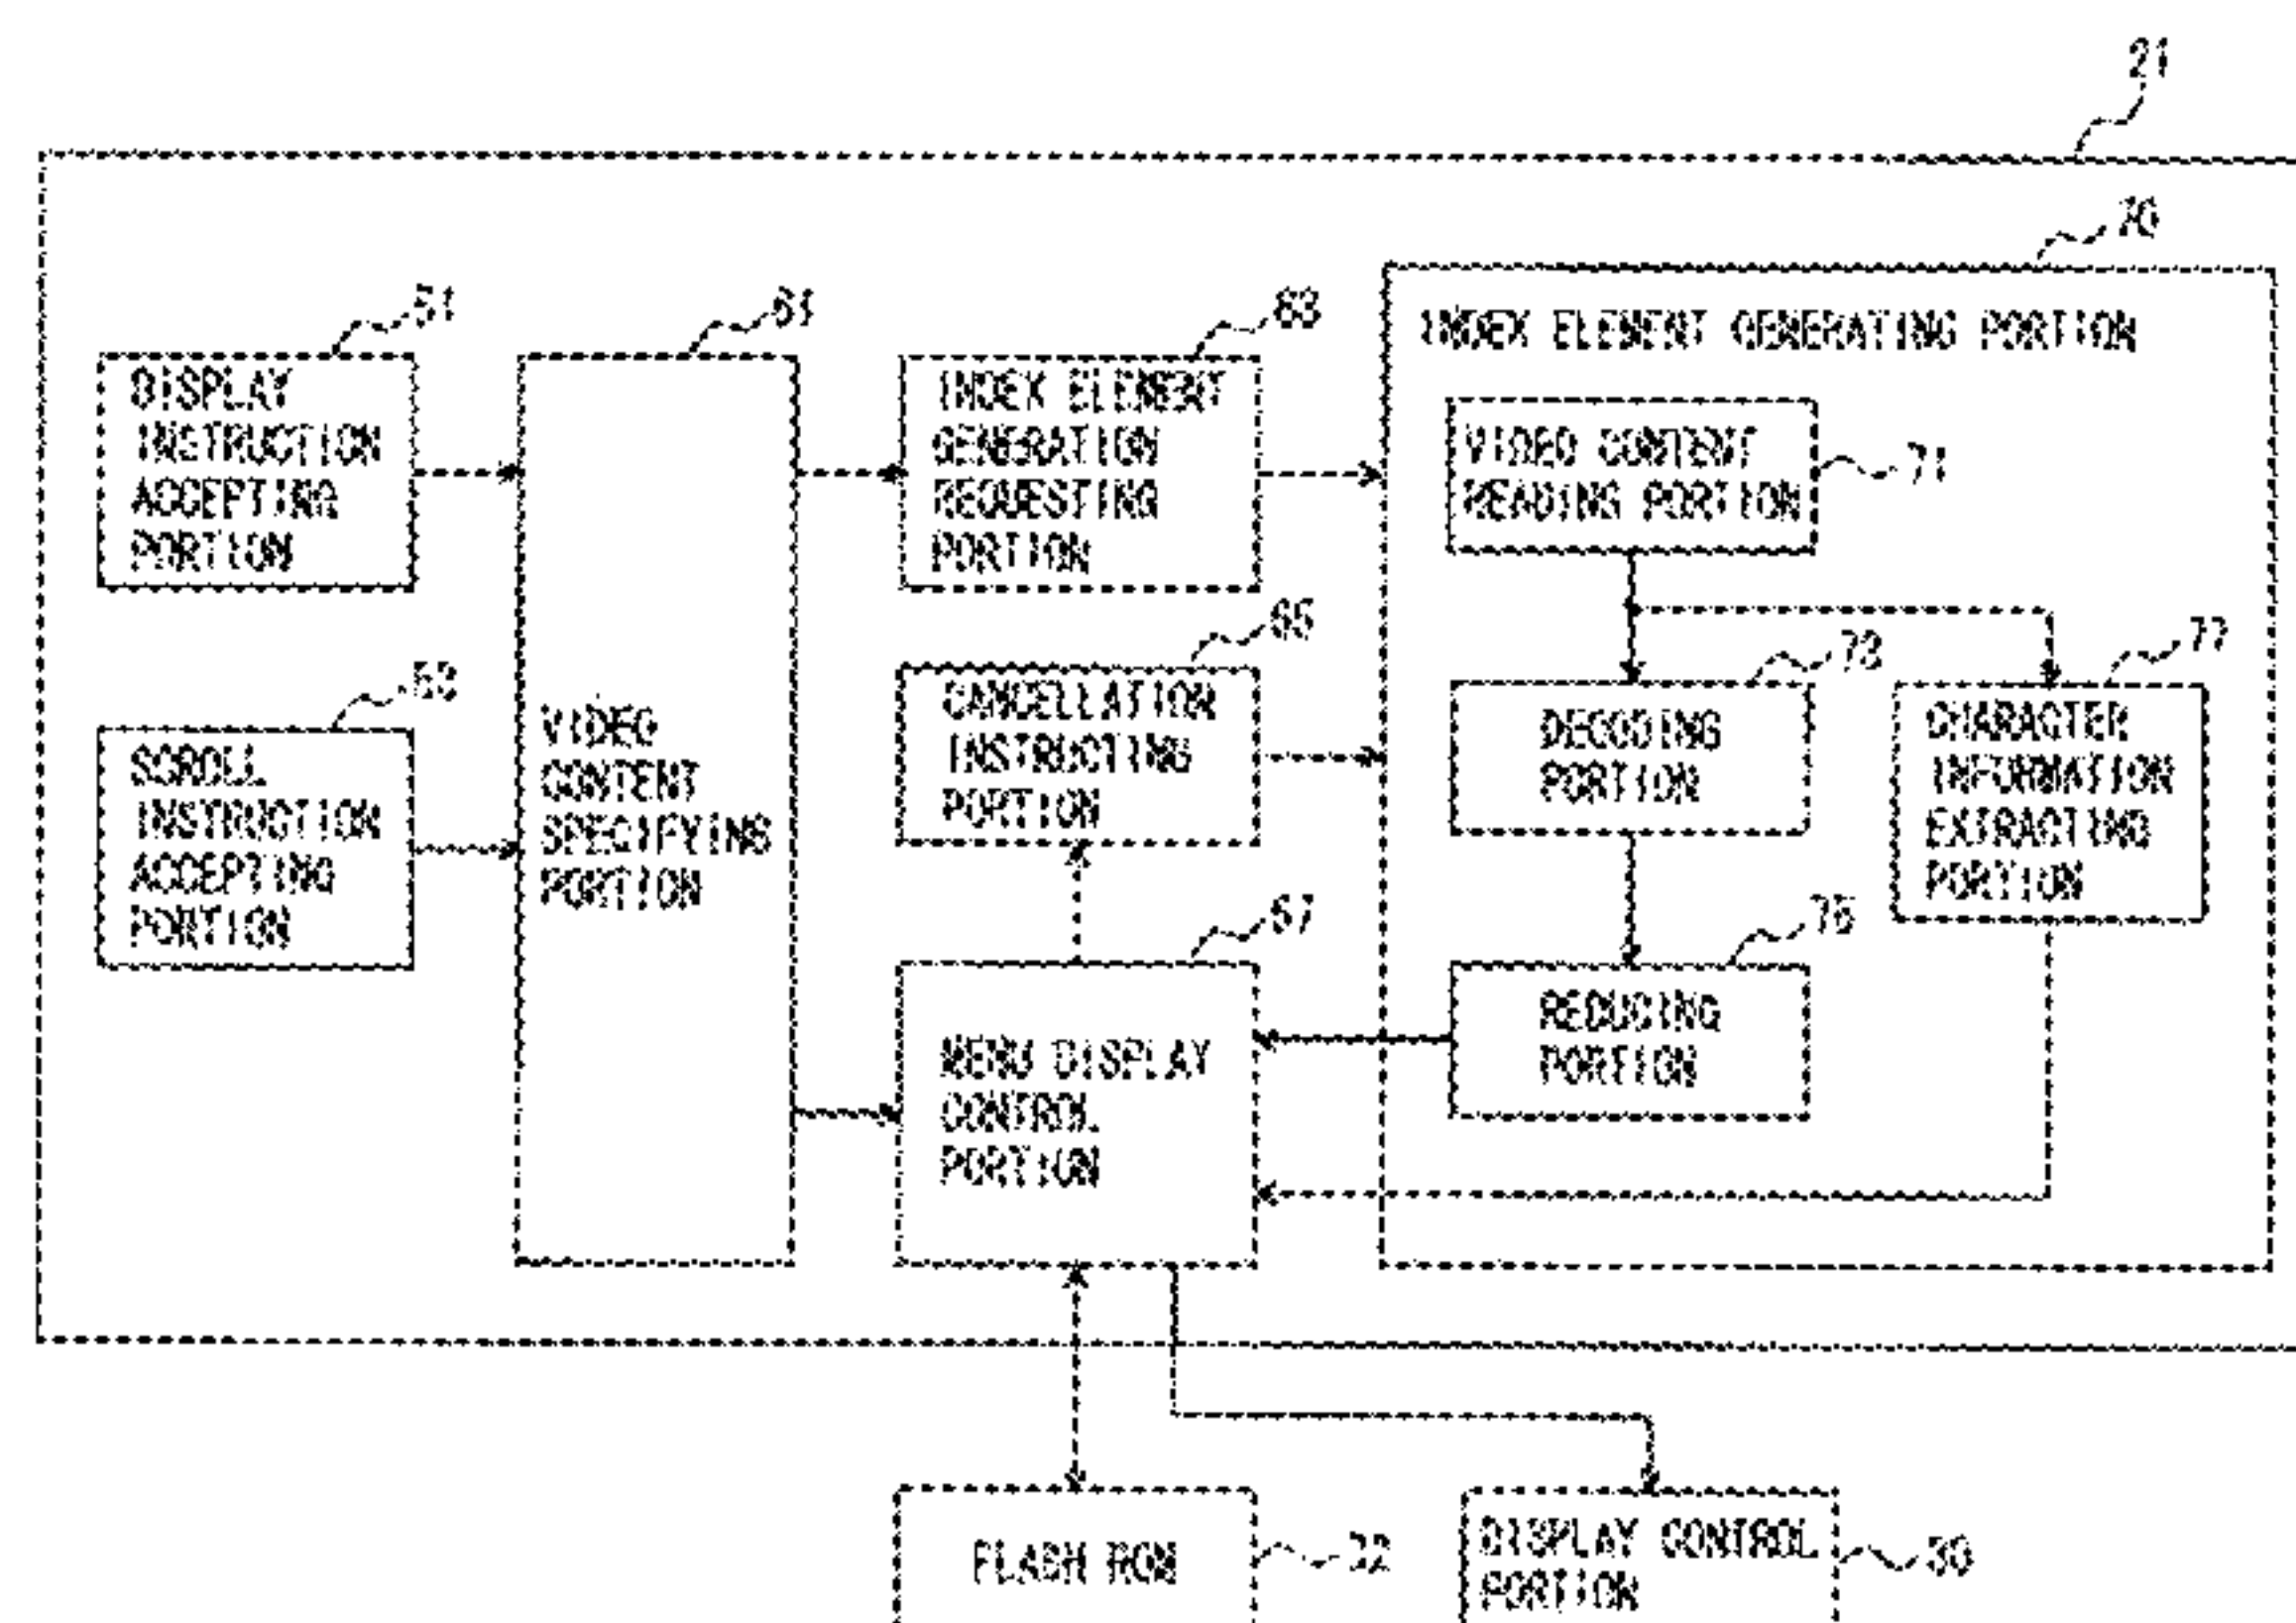 21
70
51
61
63
INDEX ELEMENT GENERATING PORTION
DISPLAY
INSTRUCTION
ACCEPTING
PORTION
INDEX ELEMENT
GENERATION
REQUESTING
PORTION
VIDEO CONTENT
READING PORTION
71
65
73
77
53
CANCELLATION
INSTRUCTING
PORTION
DECODING
PORTION
CHARACTER
INFORMATION
EXTRACTING
PORTION
SCROLL
INSTRUCTION
ACCEPTING
PORTION
VIDEO
CONTENT
SPECIFYING
PORTION
67
75
MENU DISPLAY
CONTROL
PORTION
REDUCING
PORTION
FLASH ROM
32
DISPLAY CONTROL
PORTION
30